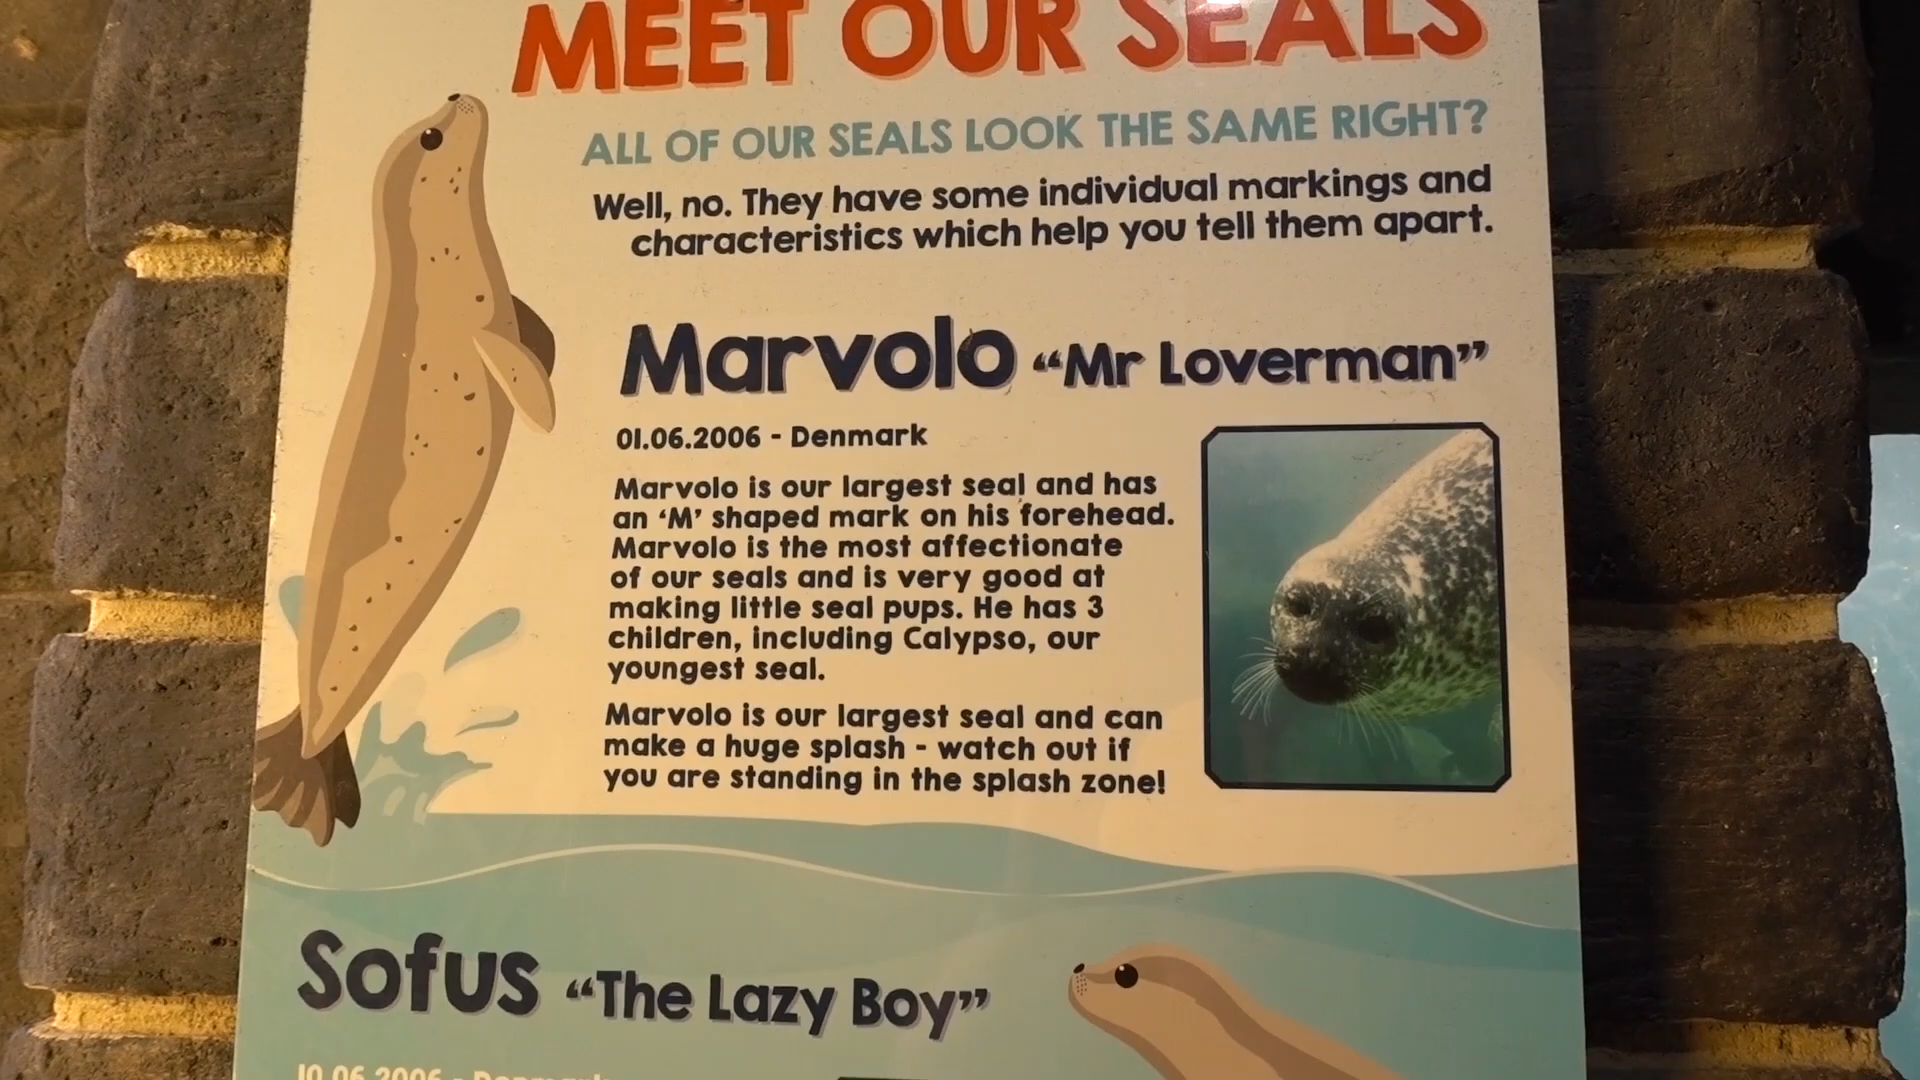 MEET OUR SEALS
ALL OF OUR SEALS LOOK THE SAME RIGHT?
Well, no. They have some individual markings and
characteristics which help you tell them apart.
Marvolo “Mr Loverman”
01.06.2006 - Denmark
Marvolo is our largest seal and has
an ‘M’ shaped mark on his forehead.
Marvolo is the most affectionate
of our seals and is very good at
making little seal pups. He has 3
children, including Calypso, our
youngest seal.
Marvolo is our largest seal and can
make a huge splash - watch out if
you are standing in the splash zone!
Sofus “The Lazy Boy”
10.06.2006 - Denmark